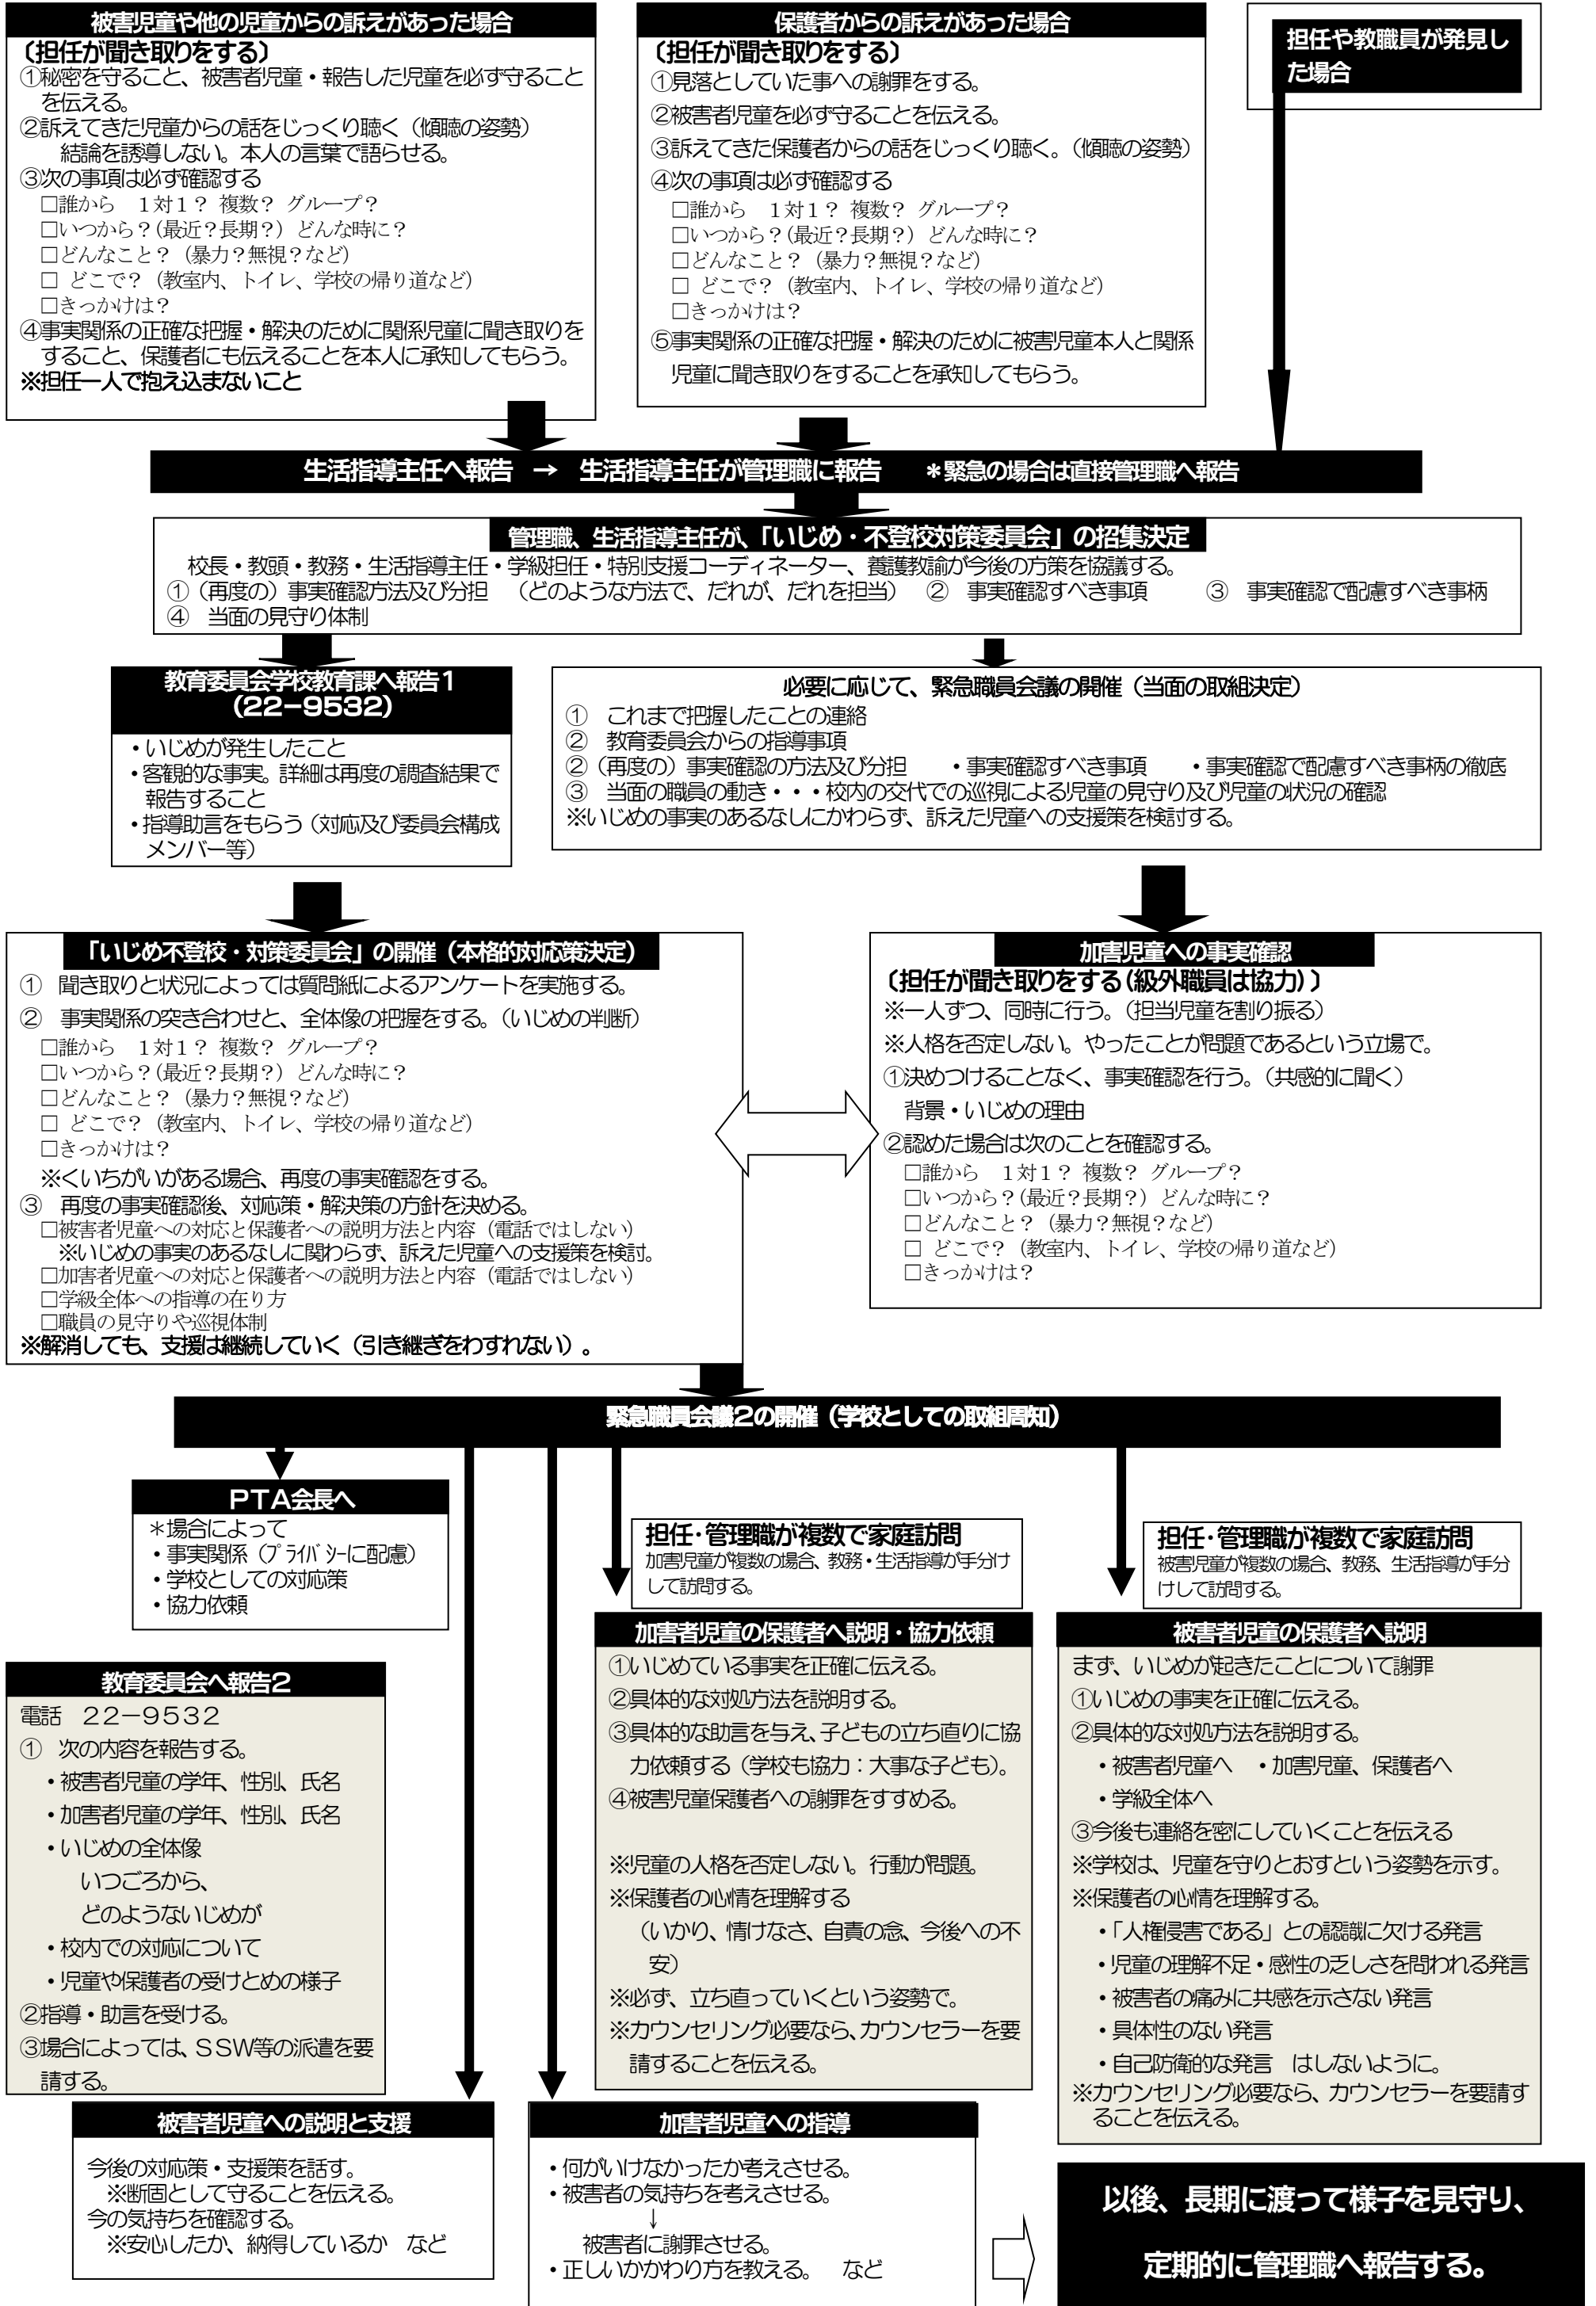 被害児童や他の児童からの訴えがあった場合
〔担任が聞き取りをする〕
①秘密を守ること、被害者児童・報告した児童を必ず守ること
を伝える。
②訴えてきた児童からの話をじっくり聴く（傾聴の姿勢）
結論を誘導しない。本人の言葉で語らせる。
③次の事項は必ず確認する
□誰から　１対１？ 複数？ グループ？
□いつから？（最近？長期？） どんな時に？
□どんなこと？（暴力？無視？など）
□ どこで？（教室内、トイレ、学校の帰り道など）
□きっかけは？
④事実関係の正確な把握・解決のために関係児童に聞き取りを
すること、保護者にも伝えることを本人に承知してもらう。
※担任一人で抱え込まないこと
保護者からの訴えがあった場合
〔担任が聞き取りをする〕
①見落としていた事への謝罪をする。
②被害者児童を必ず守ることを伝える。
③訴えてきた保護者からの話をじっくり聴く。（傾聴の姿勢）
④次の事項は必ず確認する
□誰から　１対１？ 複数？ グループ？
□いつから？（最近？長期？） どんな時に？
□どんなこと？（暴力？無視？など）
□ どこで？（教室内、トイレ、学校の帰り道など）
□きっかけは？
⑤事実関係の正確な把握・解決のために被害児童本人と関係
児童に聞き取りをすることを承知してもらう。
担任や教職員が発見し
た場合
生活指導主任へ報告　→　生活指導主任が管理職に報告　＊緊急の場合は直接管理職へ報告
管理職、生活指導主任が、「いじめ・不登校対策委員会」の招集決定
校長・教頭・教務・生活指導主任・学級担任・特別支援コーディネーター、養護教諭が今後の方策を協議する。
①（再度の）事実確認方法及び分担　（どのような方法で、だれが、だれを担当）　②　事実確認すべき事項　③　事実確認で配慮すべき事柄
④　当面の見守り体制
教育委員会学校教育課へ報告１
（２２－９５３２）
・いじめが発生したこと
・客観的な事実。詳細は再度の調査結果で
報告すること
・指導助言をもらう（対応及び委員会構成
メンバー等）
必要に応じて、緊急職員会議の開催（当面の取組決定）
①　これまで把握したことの連絡
②　教育委員会からの指導事項
②（再度の）事実確認の方法及び分担　・事実確認すべき事項　・事実確認で配慮すべき事柄の徹底
③　当面の職員の動き・・・校内の交代での巡視による児童の見守り及び児童の状況の確認
※いじめの事実のあるなしにかわらず、訴えた児童への支援策を検討する。
「いじめ不登校・対策委員会」の開催（本格的対応策決定）
①　聞き取りと状況によっては質問紙によるアンケートを実施する。
②　事実関係の突き合わせと、全体像の把握をする。（いじめの判断）
□誰から　１対１？ 複数？ グループ？
□いつから？（最近？長期？） どんな時に？
□どんなこと？（暴力？無視？など）
□ どこで？（教室内、トイレ、学校の帰り道など）
□きっかけは？
※くいちがいがある場合、再度の事実確認をする。
③　再度の事実確認後、対応策・解決策の方針を決める。
□被害者児童への対応と保護者への説明方法と内容（電話ではしない）
※いじめの事実のあるなしに関わらず、訴えた児童への支援策を検討。
□加害者児童への対応と保護者への説明方法と内容（電話ではしない）
□学級全体への指導の在り方
□職員の見守りや巡視体制
※解消しても、支援は継続していく（引き継ぎをわすれない）。
加害児童への事実確認
〔担任が聞き取りをする（級外職員は協力）〕
※一人ずつ、同時に行う。（担当児童を割り振る）
※人格を否定しない。やったことが問題であるという立場で。
①決めつけることなく、事実確認を行う。（共感的に聞く）
背景・いじめの理由
②認めた場合は次のことを確認する。
□誰から　１対１？ 複数？ グループ？
□いつから？（最近？長期？） どんな時に？
□どんなこと？（暴力？無視？など）
□ どこで？（教室内、トイレ、学校の帰り道など）
□きっかけは？
緊急職員会議２の開催（学校としての取組周知）
ＰＴＡ会長へ
＊場合によって
・事実関係（プライバシーに配慮）
・学校としての対応策
・協力依頼
担任・管理職が複数で家庭訪問
加害児童が複数の場合、教務・生活指導が手分け
して訪問する。
担任・管理職が複数で家庭訪問
被害児童が複数の場合、教務、生活指導が手分
けして訪問する。
教育委員会へ報告２
電話　２２－９５３２
①　次の内容を報告する。
・被害者児童の学年、性別、氏名
・加害者児童の学年、性別、氏名
・いじめの全体像
いつごろから、
どのようないじめが
・校内での対応について
・児童や保護者の受けとめの様子
②指導・助言を受ける。
③場合によっては、ＳＳＷ等の派遣を要
請する。
加害者児童の保護者へ説明・協力依頼
①いじめている事実を正確に伝える。
②具体的な対処方法を説明する。
③具体的な助言を与え、子どもの立ち直りに協
力依頼する（学校も協力：大事な子ども）。
④被害児童保護者への謝罪をすすめる。
※児童の人格を否定しない。行動が問題。
※保護者の心情を理解する
（いかり、情けなさ、自責の念、今後への不
安）
※必ず、立ち直っていくという姿勢で。
※カウンセリング必要なら、カウンセラーを要
請することを伝える。
被害者児童の保護者へ説明
まず、いじめが起きたことについて謝罪
①いじめの事実を正確に伝える。
②具体的な対処方法を説明する。
・被害者児童へ　・加害児童、保護者へ
・学級全体へ
③今後も連絡を密にしていくことを伝える
※学校は、児童を守りとおすという姿勢を示す。
※保護者の心情を理解する。
・「人権侵害である」との認識に欠ける発言
・児童の理解不足・感性の乏しさを問われる発言
・被害者の痛みに共感を示さない発言
・具体性のない発言
・自己防衛的な発言　はしないように。
※カウンセリング必要なら、カウンセラーを要請す
ることを伝える。
被害者児童への説明と支援
今後の対応策・支援策を話す。
※断固として守ることを伝える。
今の気持ちを確認する。
※安心したか、納得しているか　など
加害者児童への指導
・何がいけなかったか考えさせる。
・被害者の気持ちを考えさせる。
↓
被害者に謝罪させる。
・正しいかかわり方を教える。　など
以後、長期に渡って様子を見守り、
定期的に管理職へ報告する。